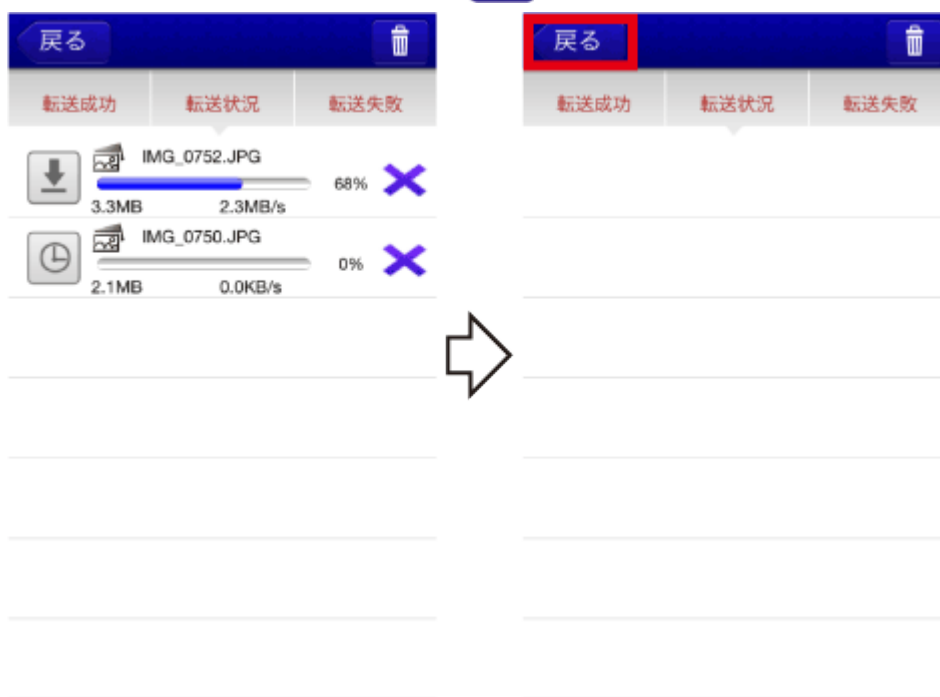 戻る
転送成功 転送状況 転送失敗
IMG_0752.JPG
68%
3.3MB 2.3MB/s
IMG_0750.JPG
0%
2.1MB 0.0KB/s
戻る
転送成功 転送状況 転送失敗